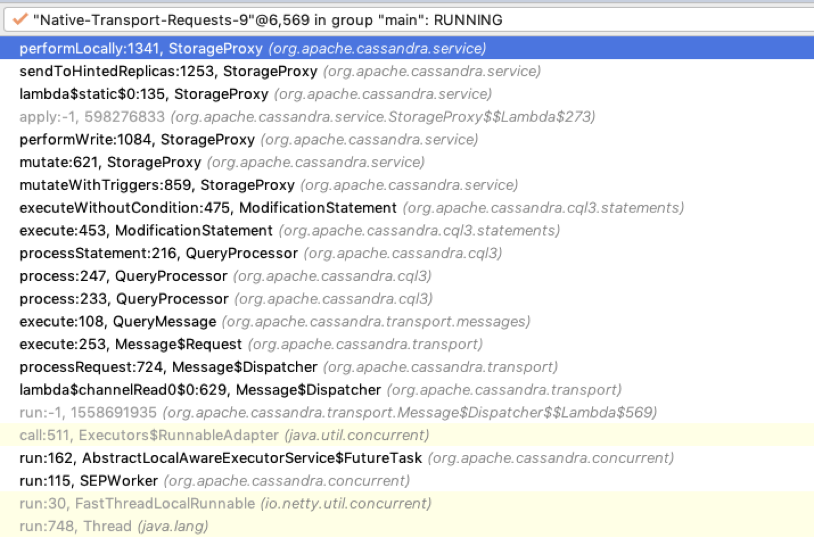 "Native-Transport-Requests-9"@6,569 in group "main": RUNNING
performLocally:1341, StorageProxy (org.apache.cassandra.service)
sendToHintedReplicas:1253, StorageProxy (org.apache.cassandra.service)
lambda$static$0:135, StorageProxy (org.apache.cassandra.service)
apply:-1, 598276833 (org.apache.cassandra.service.StorageProxy$$Lambda$273)
performWrite:1084, StorageProxy (org.apache.cassandra.service)
mutate:621, StorageProxy (org.apache.cassandra.service)
mutateWithTriggers:859, StorageProxy (org.apache.cassandra.service)
executeWithoutCondition:475, ModificationStatement (org.apache.cassandra.cql3.statements)
execute:453, ModificationStatement (org.apache.cassandra.cql3.statements)
processStatement:216, QueryProcessor (org.apache.cassandra.cql3)
process:247, QueryProcessor (org.apache.cassandra.cql3)
process:233, QueryProcessor (org.apache.cassandra.cql3)
execute:108, QueryMessage (org.apache.cassandra.transport.messages)
execute:253, Message$Request (org.apache.cassandra.transport)
processRequest:724, Message$Dispatcher (org.apache.cassandra.transport)
lambda$channelRead0$0:629, Message$Dispatcher (org.apache.cassandra.transport)
run:-1, 1558691935 (org.apache.cassandra.transport.Message$Dispatcher$$Lambda$569)
call:511, Executors$RunnableAdapter (java.util.concurrent)
run:162, AbstractLocalAwareExecutorService$FutureTask (org.apache.cassandra.concurrent)
run:115, SEPWorker (org.apache.cassandra.concurrent)
run:30, FastThreadLocalRunnable (io.netty.util.concurrent)
run:748, Thread (java.lang)